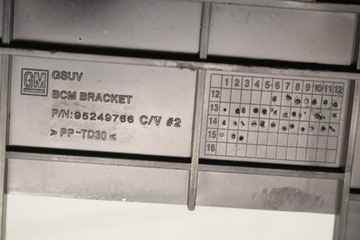 GM
GSUV
BCM BRACKET
P/N:95249766 C/V #2
>PP-TD30<
1 2 3 4 5 6 7 8 9 10 11 12
12
13
14
15
16